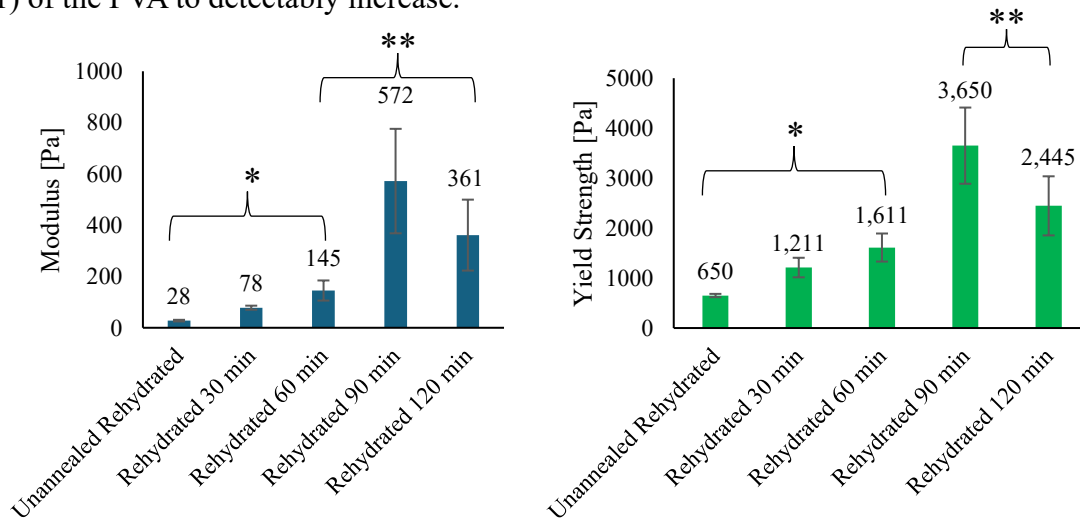 of the PVA to detectably increase.
**
1000
800
600
400
200
0
Modulus [Pa]
*
28
78
145
572
361
Unannealed Rehydrated
Rehydrated 30 min
Rehydrated 60 min
Rehydrated 90 min
Rehydrated 120 min
**
5000
4000
3000
2000
1000
0
Yield Strength [Pa]
*
650
1,211
1,611
3,650
2,445
Unannealed Rehydrated
Rehydrated 30 min
Rehydrated 60 min
Rehydrated 90 min
Rehydrated 120 min